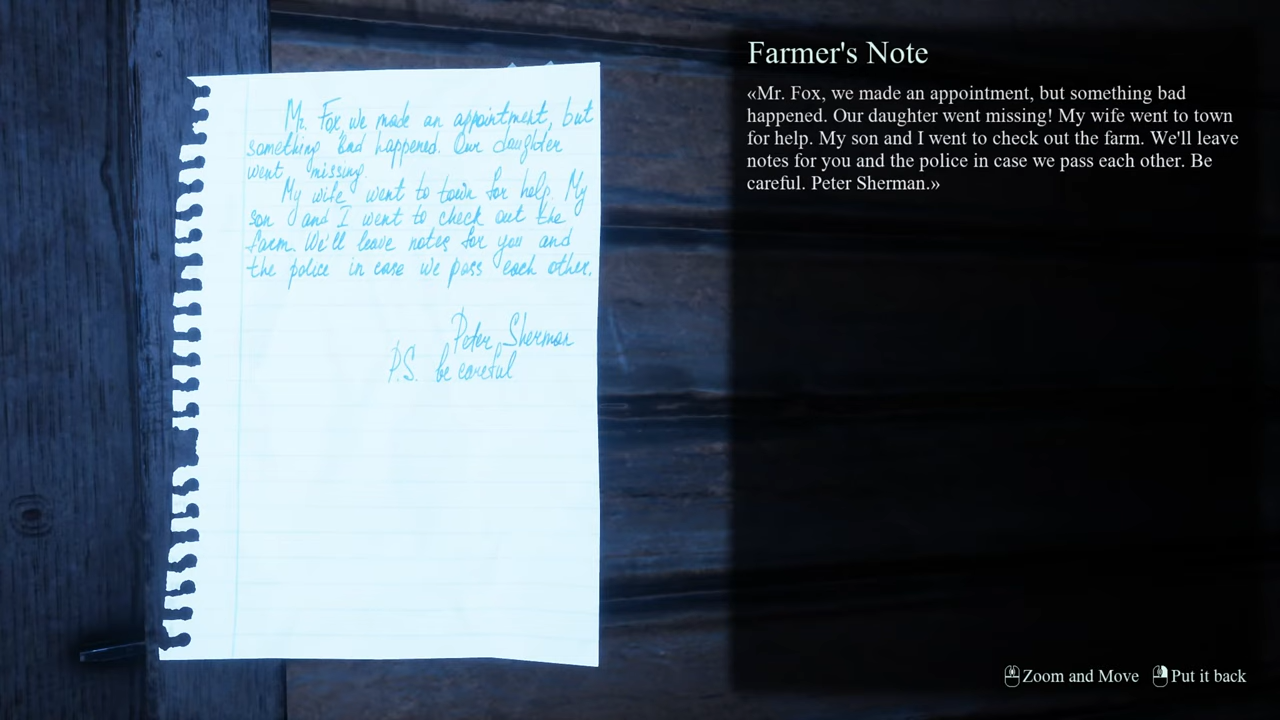 Mr. Fox, we made an appointment, but
something bad happened. Our daughter
went missing.
My wife went to town for help. My
son and I went to check out the
farm. We'll leave notes for you and
the police in case we pass each other.
Peter Sherman
P.S. be careful
Farmer's Note
«Mr. Fox, we made an appointment, but something bad
happened. Our daughter went missing! My wife went to town
for help. My son and I went to check out the farm. We'll leave
notes for you and the police in case we pass each other. Be
careful. Peter Sherman.»
Zoom and Move Put it back